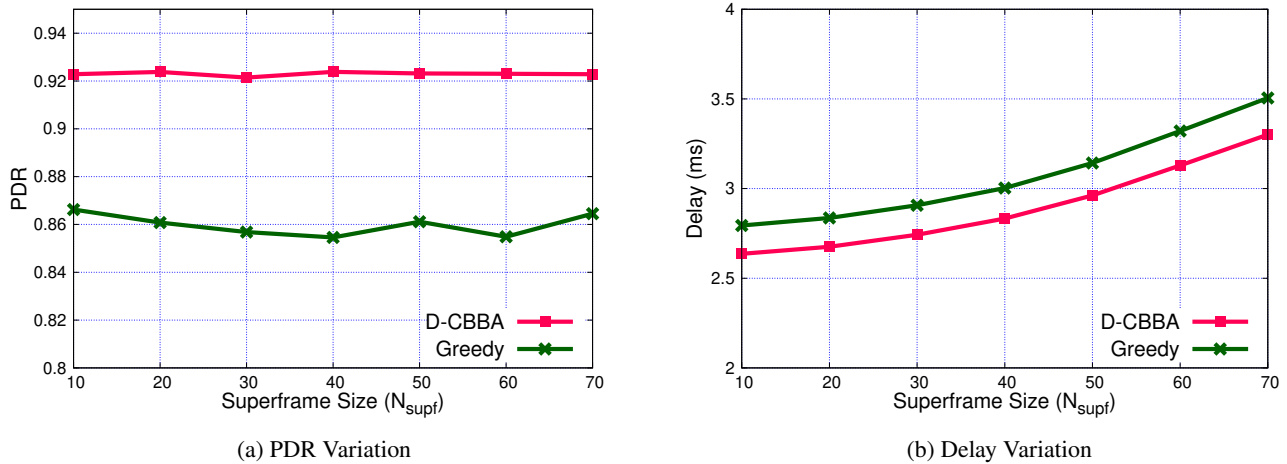 0.94
0.92
0.9
0.88
0.86
0.84
0.82
0.8
PDR
D-CBBA
Greedy
10 20 30 40 50 60 70
Superframe Size (N_supf)
(a) PDR Variation
4
3.5
3
2.5
2
Delay (ms)
D-CBBA
Greedy
10 20 30 40 50 60 70
Superframe Size (N_supf)
(b) Delay Variation